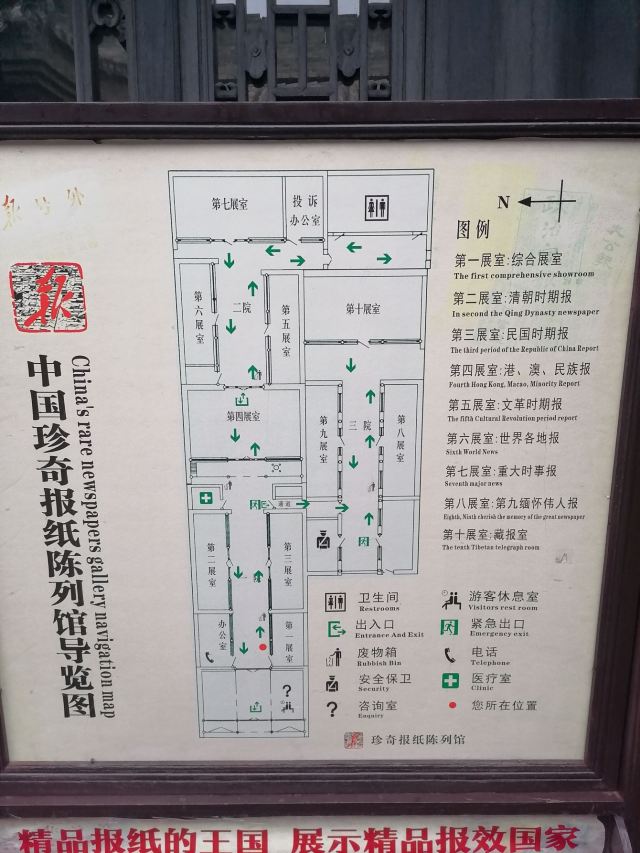 第七展室
投诉
办公室
第六展室
二院
第五展室
第十展室
第四展室
第九展室
三院
第八展室
通道
第二展室
第三展室
办公室
第一展室
N
图例
第一展室:综合展室
The first comprehensive showroom
第二展室:清朝时期报
In second the Qing Dynasty newspaper
第三展室:民国时期报
The third period of the Republic of China Report
第四展室:港、澳、民族报
Fourth Hong Kong, Macao, Minority Report
第五展室:文革时期报
The fifth Cultural Revolution period report
第六展室:世界各地报
Sixth World News
第七展室:重大时事报
Seventh major news
第八展室:第九缅怀伟人报
Eighth, Ninth cherish the memory of the great newspaper
第十展室:藏报室
The tenth Tibetan telegraph room
报
中国珍奇报纸陈列馆导览图
China's rare newspapers gallery navigation map
卫生间
Restrooms
游客休息室
Visitors rest room
出入口
Entrance And Exit
紧急出口
Emergency exit
废物箱
Rubbish Bin
电话
Telephone
安全保卫
Security
医疗室
Clinic
?
咨询室
Enquiry
您所在位置
珍奇报纸陈列馆
精品报纸的王国 展示精品报效国家